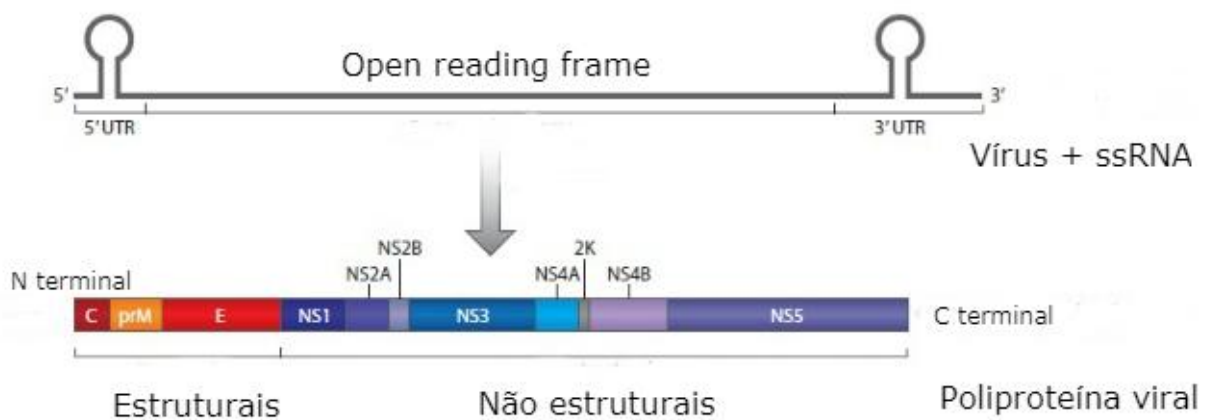 Open reading frame
5'
3'
5'UTR
3'UTR
Vírus + ssRNA
NS2B
2K
NS2A
NS4A
NS4B
N terminal
C
prM
E
NS1
NS3
NS5
C terminal
Estruturais
Não estruturais
Poliproteína viral